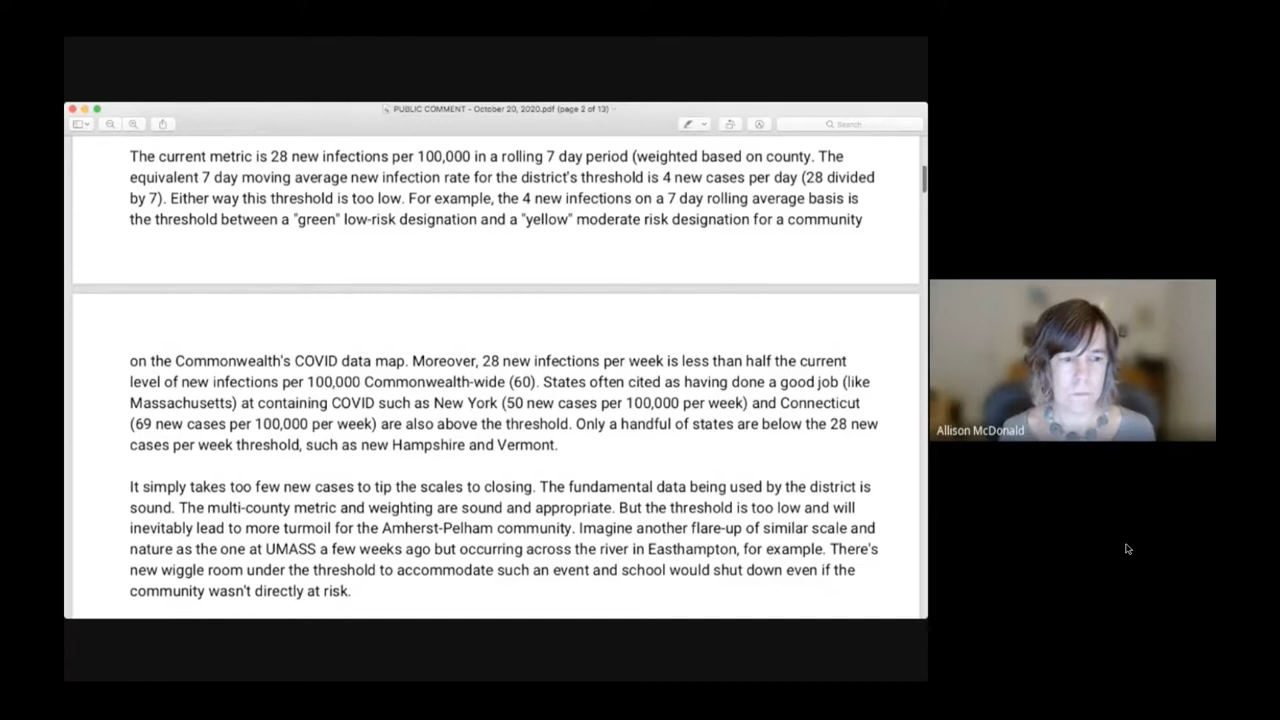 PUBLIC COMMENT - October 20, 2020.pdf (page 2 of 13)
Search
The current metric is 28 new infections per 100,000 in a rolling 7 day period (weighted based on county. The
equivalent 7 day moving average new infection rate for the district's threshold is 4 new cases per day (28 divided
by 7). Either way this threshold is too low. For example, the 4 new infections on a 7 day rolling average basis is
the threshold between a "green" low-risk designation and a "yellow" moderate risk designation for a community
on the Commonwealth's COVID data map. Moreover, 28 new infections per week is less than half the current
level of new infections per 100,000 Commonwealth-wide (60). States often cited as having done a good job (like
Massachusetts) at containing COVID such as New York (50 new cases per 100,000 per week) and Connecticut
(69 new cases per 100,000 per week) are also above the threshold. Only a handful of states are below the 28 new
cases per week threshold, such as new Hampshire and Vermont.
It simply takes too few new cases to tip the scales to closing. The fundamental data being used by the district is
sound. The multi-county metric and weighting are sound and appropriate. But the threshold is too low and will
inevitably lead to more turmoil for the Amherst-Pelham community. Imagine another flare-up of similar scale and
nature as the one at UMASS a few weeks ago but occurring across the river in Easthampton, for example. There's
new wiggle room under the threshold to accommodate such an event and school would shut down even if the
community wasn't directly at risk.
Allison McDonald